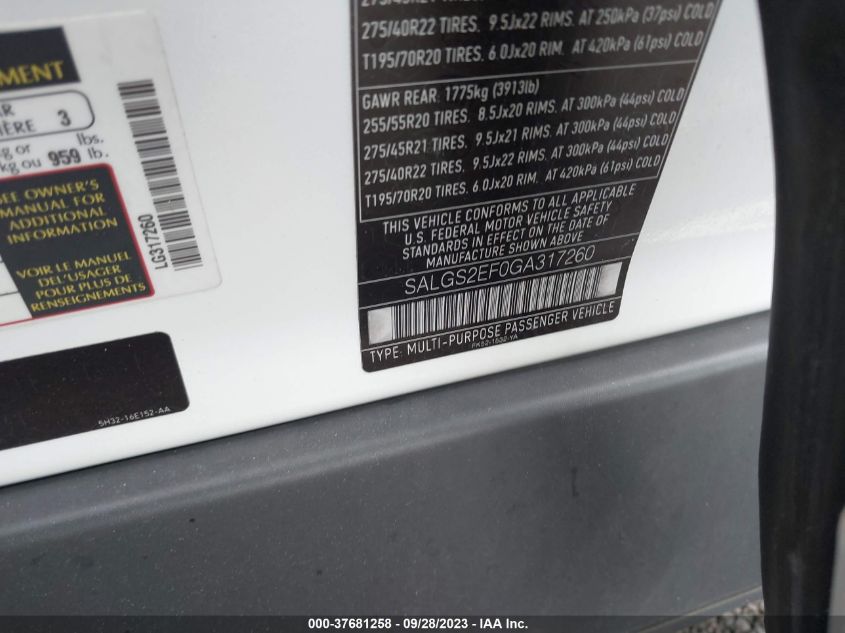 EMENT
AR
IÈRE 3
g or lbs.
kg ou 959 lb.
SEE OWNER'S
MANUAL FOR
ADDITIONAL
INFORMATION
VOIR LE MANUEL
DE L'USAGER
POUR PLUS DE
RENSEIGNEMENTS
LG317260
5H32-16E152-AA
275/40R22 TIRES. 9.5Jx22 RIMS. AT 250kPa (37psi) COLD
T195/70R20 TIRES. 6.0Jx20 RIM. AT 420kPa (61psi) COLD
GAWR REAR: 1775kg (3913lb)
255/55R20 TIRES. 8.5Jx20 RIMS. AT 300kPa (44psi) COLD
275/45R21 TIRES. 9.5Jx21 RIMS. AT 300kPa (44psi) COLD
275/40R22 TIRES. 9.5Jx22 RIMS. AT 300kPa (44psi) COLD
T195/70R20 TIRES. 6.0Jx20 RIM. AT 420kPa (61psi) COLD
THIS VEHICLE CONFORMS TO ALL APPLICABLE
U.S. FEDERAL MOTOR VEHICLE SAFETY
STANDARDS IN EFFECT ON THE DATE OF
MANUFACTURE SHOWN ABOVE
SALGS2EF0GA317260
TYPE: MULTI-PURPOSE PASSENGER VEHICLE
000-37681258 - 09/28/2023 - IAA Inc.